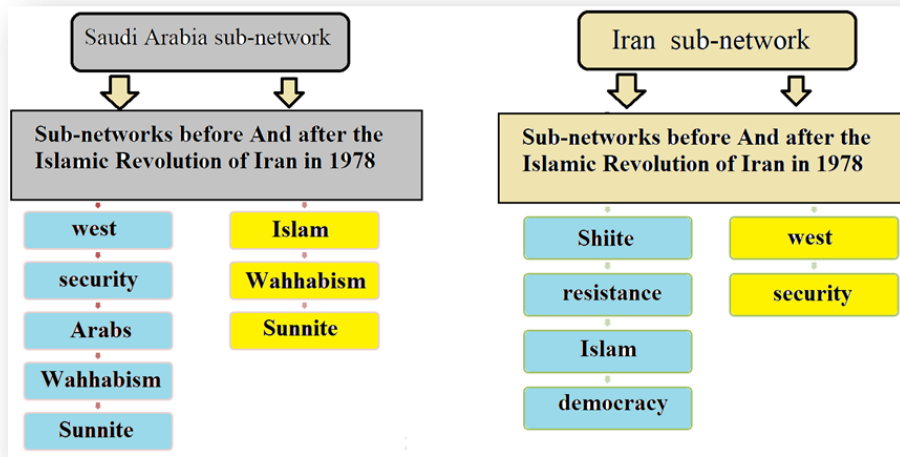 Saudi Arabia sub-network
Sub-networks before And after the
Islamic Revolution of Iran in 1978
west
security
Arabs
Wahhabism
Sunnite
Islam
Wahhabism
Sunnite
Iran sub-network
Sub-networks before And after the
Islamic Revolution of Iran in 1978
Shiite
resistance
Islam
democracy
west
security